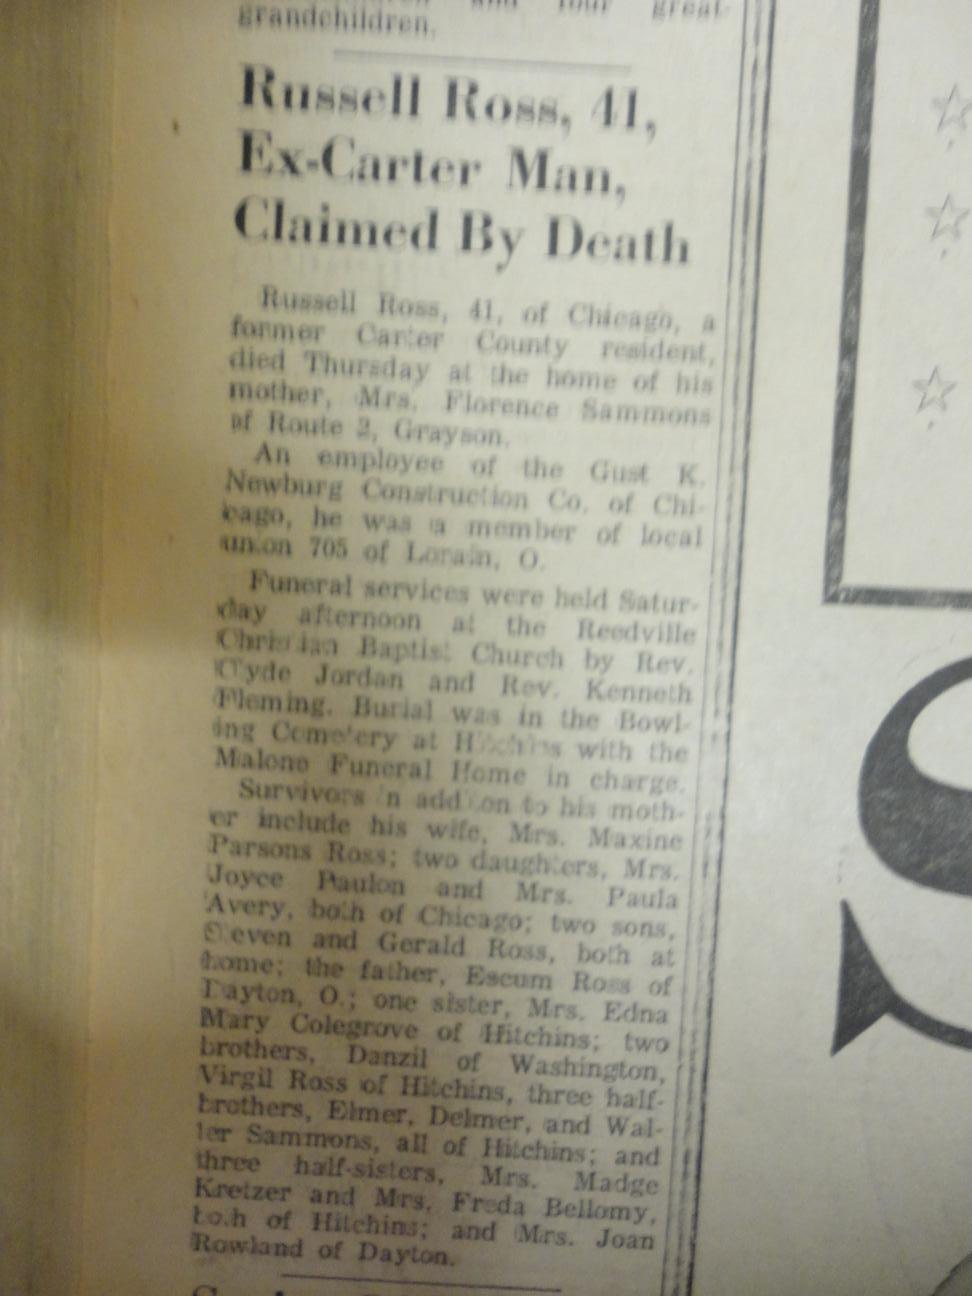 and four great-
grandchildren.
Russell Ross, 41,
Ex-Carter Man,
Claimed By Death
Russell Ross, 41, of Chicago, a
former Carter County resident,
died Thursday at the home of his
mother, Mrs. Florence Sammons
of Route 2, Grayson.
An employee of the Gust K.
Newburg Construction Co. of Chi-
cago, he was a member of local
union 705 of Lorain, O.
Funeral services were held Satur-
day afternoon at the Reedville
Christian Baptist Church by Rev.
Clyde Jordan and Rev. Kenneth
Fleming. Burial was in the Bowl-
ing Cemetery at Hitchins with the
Malone Funeral Home in charge.
Survivors in addition to his moth-
er include his wife, Mrs. Maxine
Parsons Ross; two daughters, Mrs.
Joyce Paulon and Mrs. Paula
Avery, both of Chicago; two sons,
Steven and Gerald Ross, both at
home; the father, Escum Ross of
Dayton, O.; one sister, Mrs. Edna
Mary Colegrove of Hitchins; two
brothers, Danzil of Washington,
Virgil Ross of Hitchins, three half-
brothers, Elmer, Delmer, and Wal-
ter Sammons, all of Hitchins; and
three half-sisters, Mrs. Madge
Kretzer and Mrs. Freda Bellomy,
both of Hitchins; and Mrs. Joan
Rowland of Dayton.
S